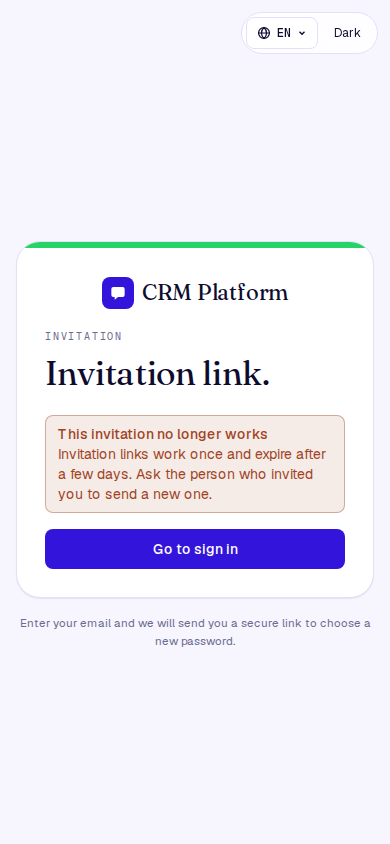 EN
Dark
CRM Platform
INVITATION
Invitation link.
This invitation no longer works
Invitation links work once and expire after
a few days. Ask the person who invited
you to send a new one.
Go to sign in
Enter your email and we will send you a secure link to choose a
new password.